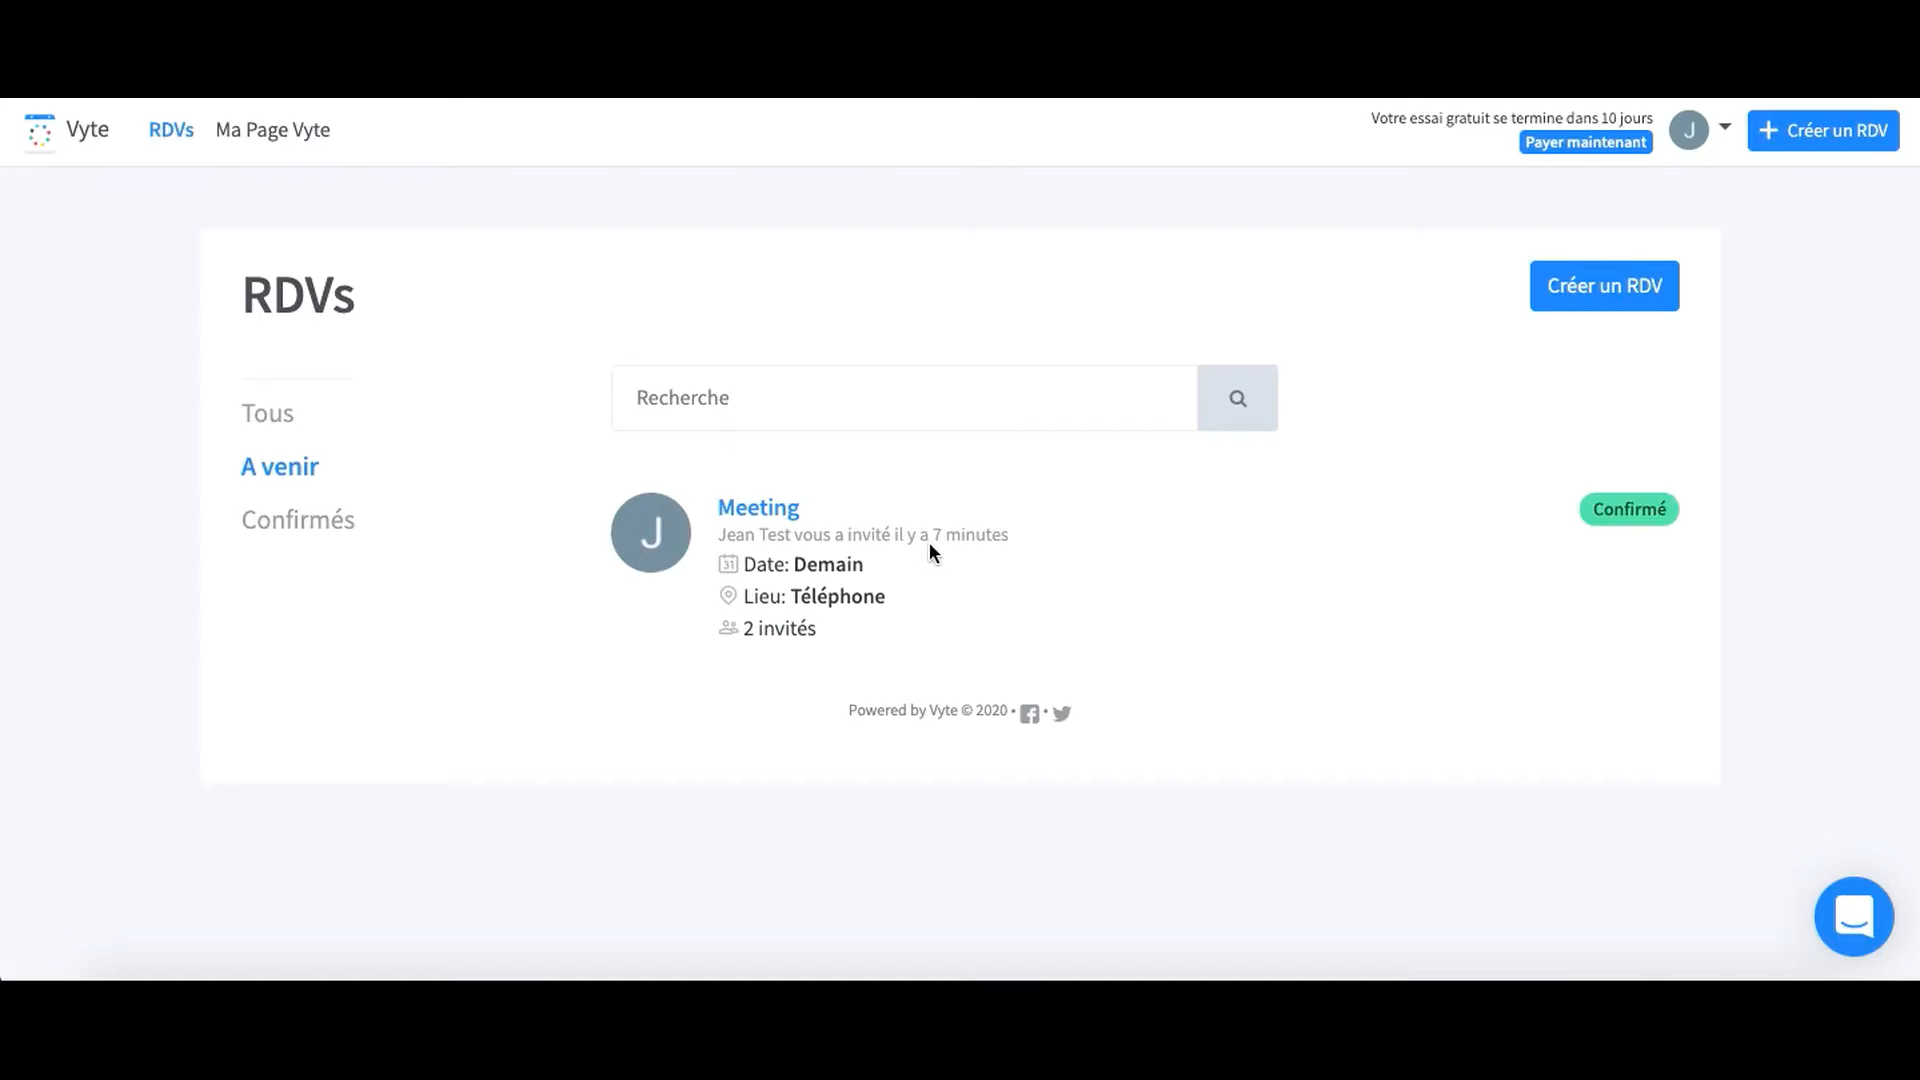 Vyte
RDVs
Ma Page Vyte
Votre essai gratuit se termine dans 10 jours
Payer maintenant
J
Créer un RDV
RDVs
Créer un RDV
Tous
A venir
Confirmés
Recherche
J
Meeting
Jean Test vous a invité il y a 7 minutes
31 Date: Demain
Lieu: Téléphone
2 invités
Confirmé
Powered by Vyte © 2020 • •